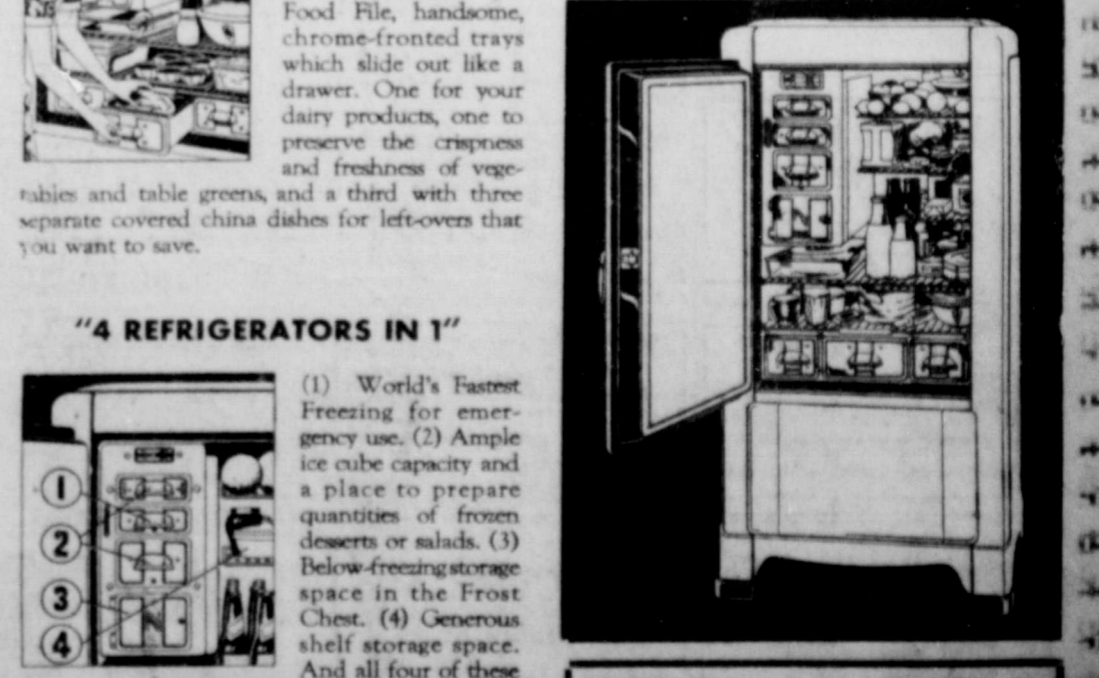 Food File, handsome,
chrome-fronted trays
which slide out like a
drawer. One for your
dairy products, one to
preserve the crispness
and freshness of vege-
tables and table greens, and a third with three
separate covered china dishes for left-overs that
you want to save.
"4 REFRIGERATORS IN 1"
(1) World's Fastest
Freezing for emer-
gency use. (2) Ample
ice cube capacity and
a place to prepare
quantities of frozen
desserts or salads. (3)
Below-freezing storage
space in the Frost
Chest. (4) Generous
shelf storage space.
And all four of these
1
2
3
4